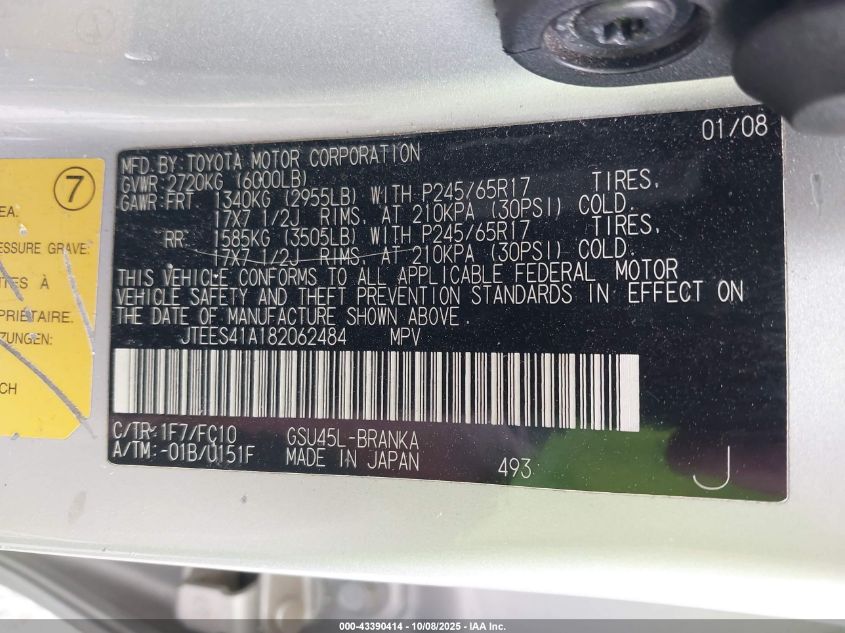 01/08
MFD.BY:TOYOTA MOTOR CORPORATION
GVWR:2720KG (6000LB)
GAWR:FRT 1340KG (2955LB) WITH P245/65R17 TIRES,
17X7 1/2J RIMS, AT 210KPA (30PSI) COLD.
RR: 1585KG (3505LB) WITH P245/65R17 TIRES,
17X7 1/2J RIMS, AT 210KPA (30PSI) COLD.
THIS VEHICLE CONFORMS TO ALL APPLICABLE FEDERAL MOTOR
VEHICLE SAFETY AND THEFT PREVENTION STANDARDS IN EFFECT ON
THE DATE OF MANUFACTURE SHOWN ABOVE.
JTEES41A182062484 MPV
C/TR:1F7/FC10 GSU45L-BRANKA
A/TM:-01B/U151F MADE IN JAPAN 493
J
7
EA.
ESSURE GRAVE
TES À
PRIÉTAIRE.
ZUNGEN:
CH
000-43390414 - 10/08/2025 - IAA Inc.